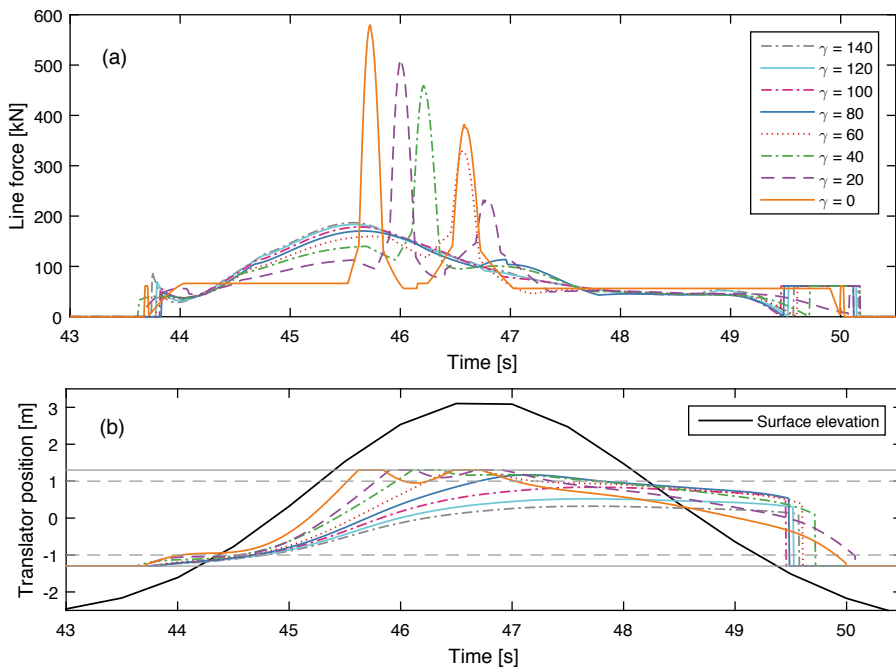 (a)
Line force [kN]
600
500
400
300
200
100
0
γ = 140
γ = 120
γ = 100
γ = 80
γ = 60
γ = 40
γ = 20
γ = 0
43 44 45 46 47 48 49 50
Time [s]
(b)
Translator position [m]
3
2
1
0
-1
-2
Surface elevation
43 44 45 46 47 48 49 50
Time [s]